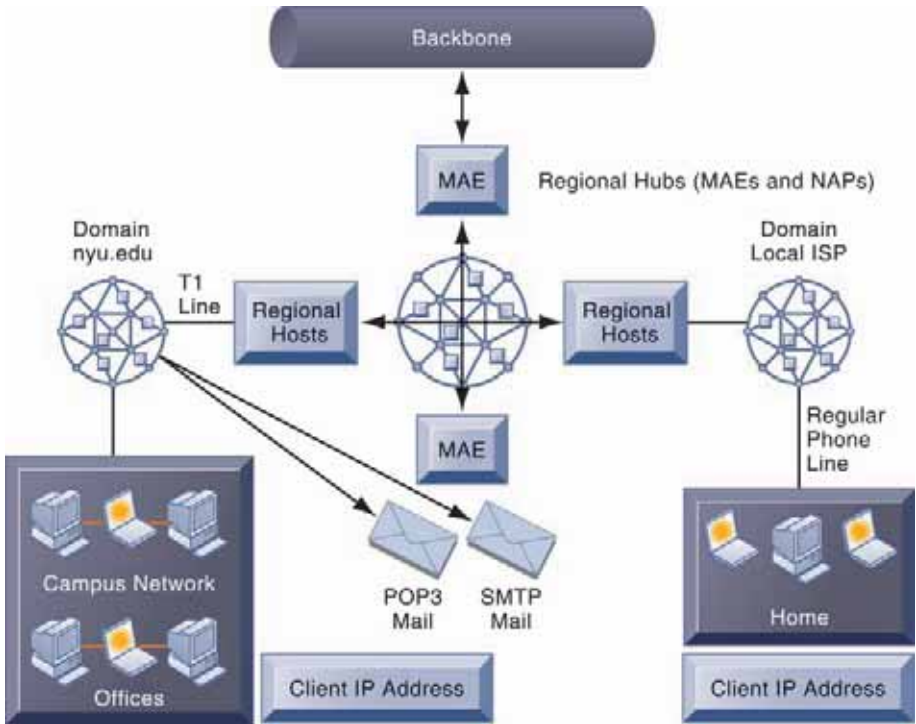 Backbone
MAE
Regional Hubs (MAEs and NAPs)
Domain
nyu.edu
Domain
Local ISP
T1
Line
Regional
Hosts
Regional
Hosts
MAE
Regular
Phone
Line
Campus Network
Offices
POP3
Mail
SMTP
Mail
Home
Client IP Address
Client IP Address